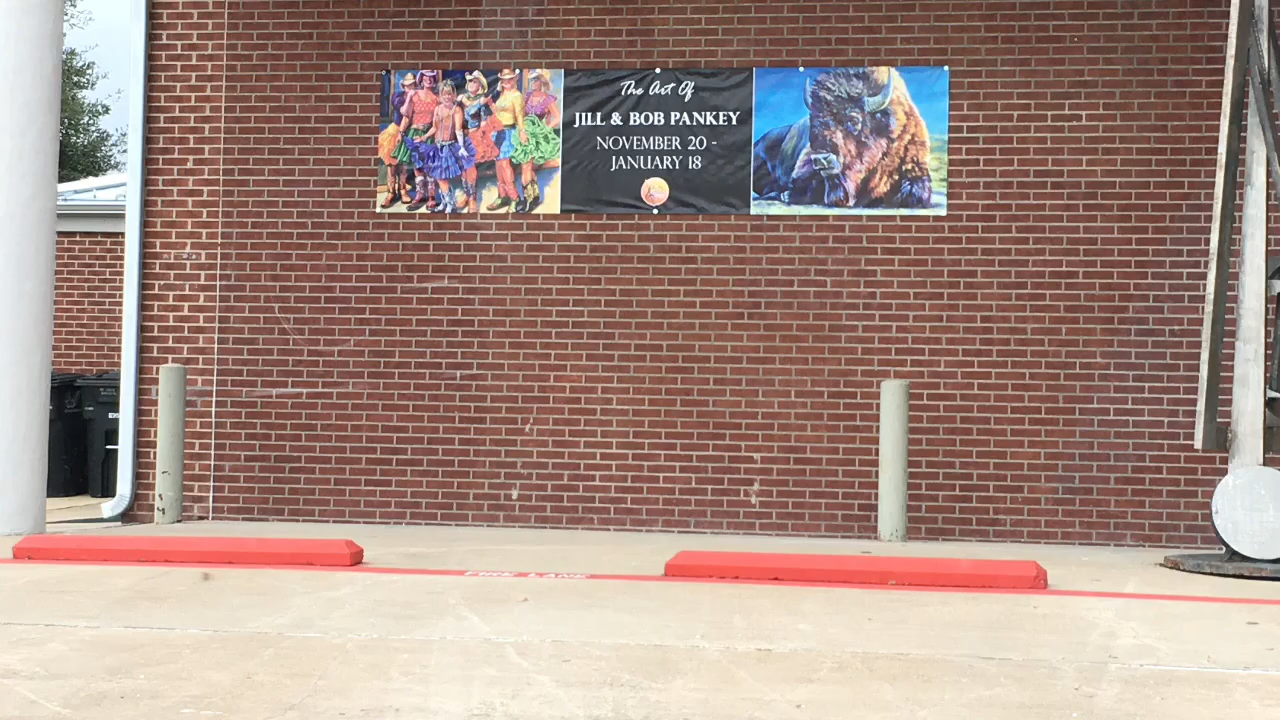 The Art Of
JILL & BOB PANKEY
NOVEMBER 20 -
JANUARY 18
FIRE LANE